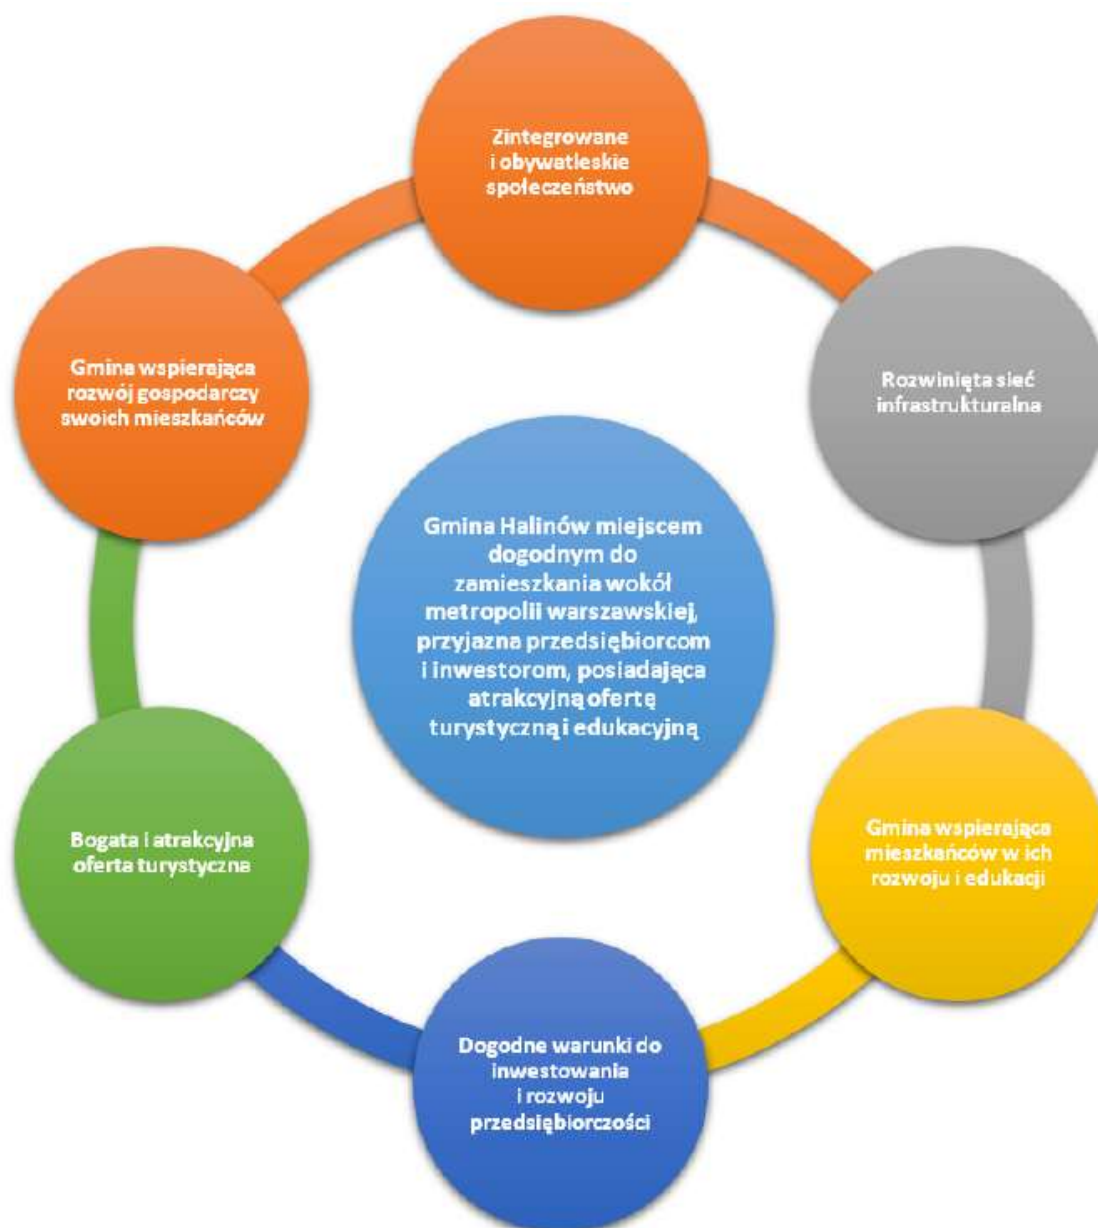 Zintegrowane
i obywatleskie
społeczeństwo
Gmina wspierająca
rozwój gospodarczy
swoich mieszkańców
Rozwinięta sieć
infrastrukturalna
Gmina Halinów miejscem
dogodnym do
zamieszkania wokół
metropolii warszawskiej,
przyjazna przedsiębiorcom
i inwestorom, posiadająca
atrakcyjną ofertę
turystyczną i edukacyjną
Bogata i atrakcyjna
oferta turystyczna
Gmina wspierająca
mieszkańców w ich
rozwoju i edukacji
Dogodne warunki do
inwestowania
i rozwoju
przedsiębiorczości